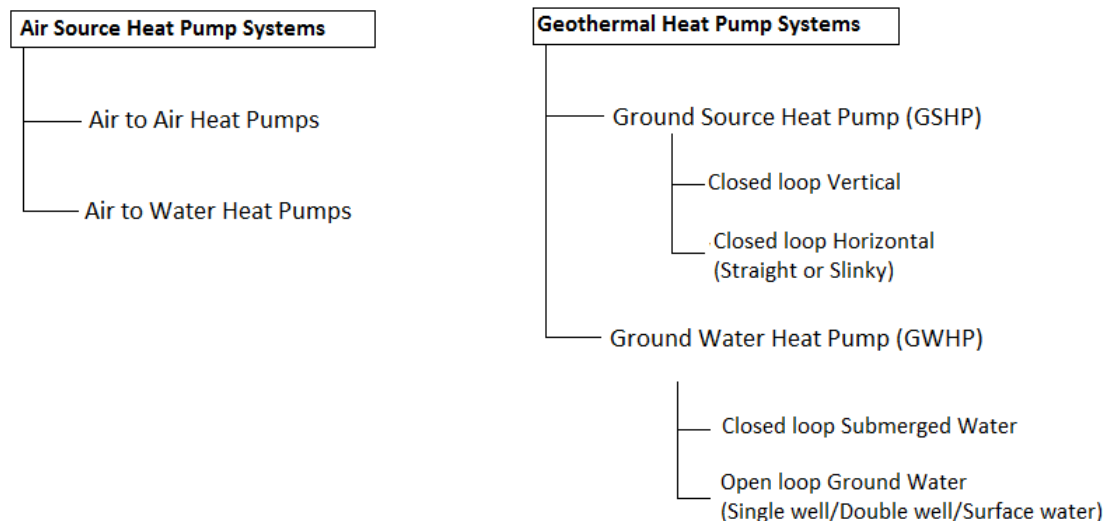 Air Source Heat Pump Systems
Air to Air Heat Pumps
Air to Water Heat Pumps
Geothermal Heat Pump Systems
Ground Source Heat Pump (GSHP)
Closed loop Vertical
Closed loop Horizontal
(Straight or Slinky)
Ground Water Heat Pump (GWHP)
Closed loop Submerged Water
Open loop Ground Water
(Single well/Double well/Surface water)